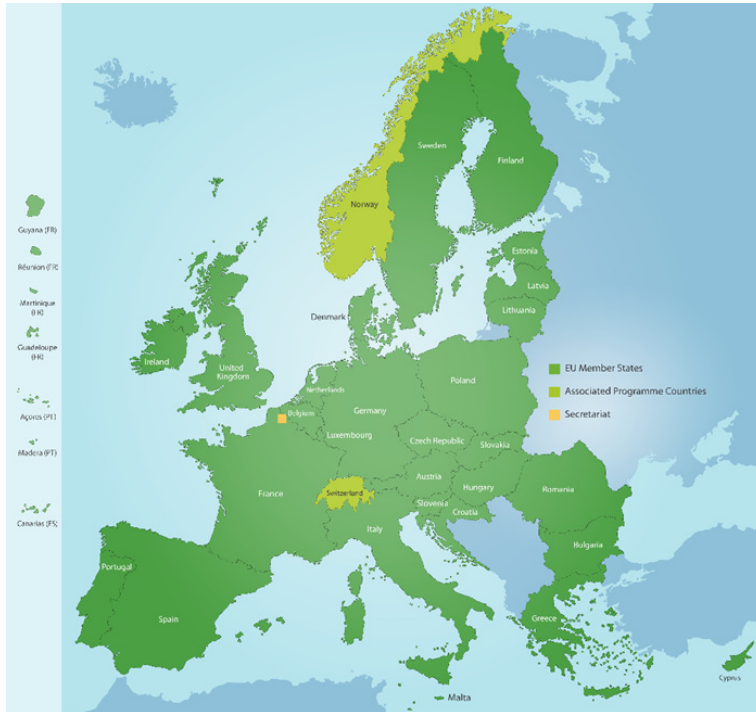 Guyana (FR)
Réunion (FR)
Martinique
(FR)
Guadeloupe
(FR)
Açores (PT)
Madera (PT)
Canarias (ES)
Norway
Sweden
Finland
Estonia
Latvia
Lithuania
Denmark
Ireland
United
Kingdom
Netherlands
Belgium
Luxembourg
Germany
Poland
Czech Republic
Slovakia
Austria
Hungary
Romania
France
Switzerland
Slovenia
Croatia
Italy
Bulgaria
Portugal
Spain
Greece
Malta
Cyprus
EU Member States
Associated Programme Countries
Secretariat